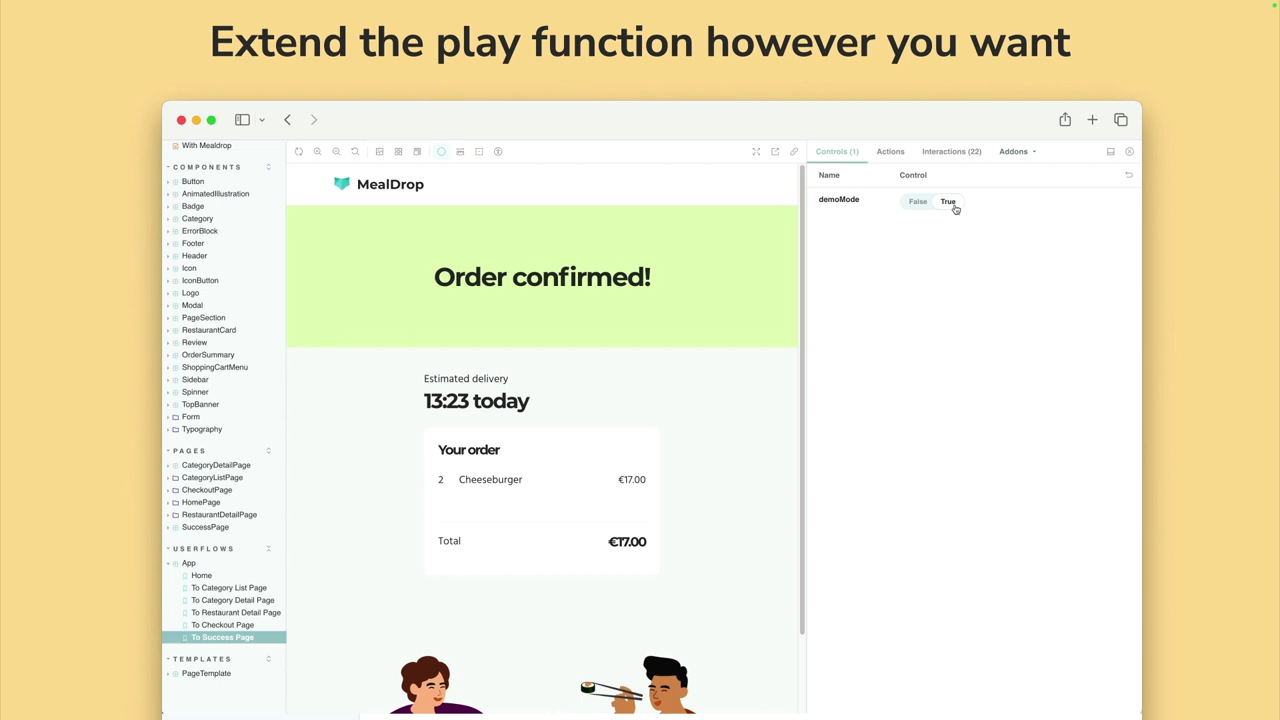 Extend the play function however you want
With Mealdrop
COMPONENTS
Button
AnimatedIllustration
Badge
Category
ErrorBlock
Footer
Header
Icon
IconButton
Logo
Modal
PageSection
RestaurantCard
Review
OrderSummary
ShoppingCartMenu
Sidebar
Spinner
TopBanner
Form
Typography
PAGES
CategoryDetailPage
CategoryListPage
CheckoutPage
HomePage
RestaurantDetailPage
SuccessPage
USERFLOWS
App
Home
To Category List Page
To Category Detail Page
To Restaurant Detail Page
To Checkout Page
To Success Page
TEMPLATES
PageTemplate
MealDrop
Order confirmed!
Estimated delivery
13:23 today
Your order
2 Cheeseburger €17.00
Total €17.00
Controls (1) Actions Interactions (22) Addons
Name Control
demoMode False True